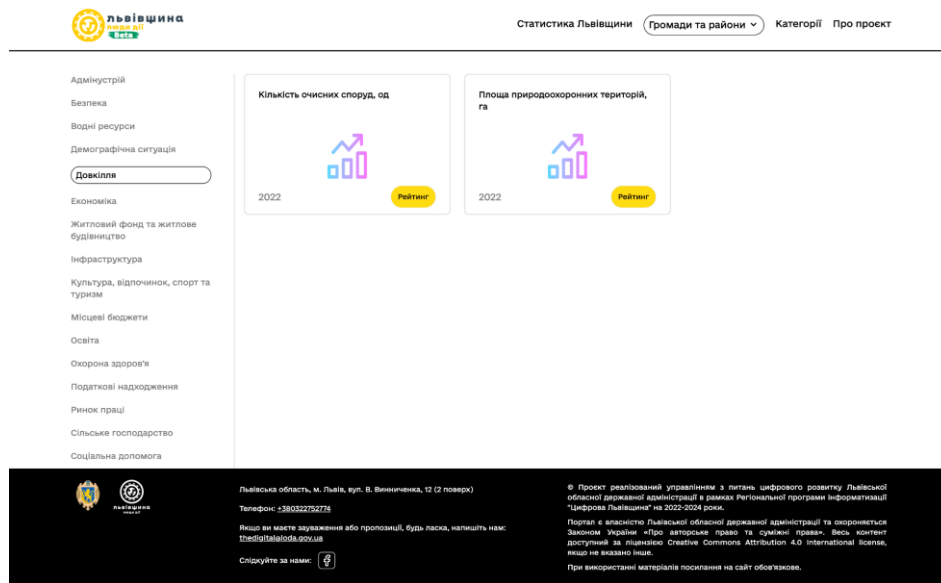 львівщина
люди дії
Beta
Статистика Львівщини
Громади та райони
Категорії
Про проєкт
Адмінустрій
Безпека
Водні ресурси
Демографічна ситуація
Довкілля
Економіка
Житловий фонд та житлове
будівництво
Інфраструктура
Культура, відпочинок, спорт та
туризм
Місцеві бюджети
Освіта
Охорона здоров'я
Податкові надходження
Ринок праці
Сільське господарство
Соціальна допомога
Кількість очисних споруд, од
2022
Рейтинг
Площа природоохоронних територій,
га
2022
Рейтинг
львівщина
люди дії
Львівська область, м. Львів, вул. В. Винниченка, 12 (2 поверх)
Телефон: +380322752774
Якщо ви маєте зауваження або пропозиції, будь ласка, напишіть нам:
thedigital@loda.gov.ua
Слідкуйте за нами:
© Проєкт реалізований управлінням з питань цифрового розвитку Львівської
обласної державної адміністрації в рамках Регіональної програми інформатизації
"Цифрова Львівщина" на 2022-2024 роки.
Портал є власністю Львівської обласної державної адміністрації та охороняється
Законом України «Про авторське право та суміжні права». Весь контент
доступний за ліцензією Creative Commons Attribution 4.0 International license,
якщо не вказано інше.
При використанні матеріалів посилання на сайт обов'язкове.